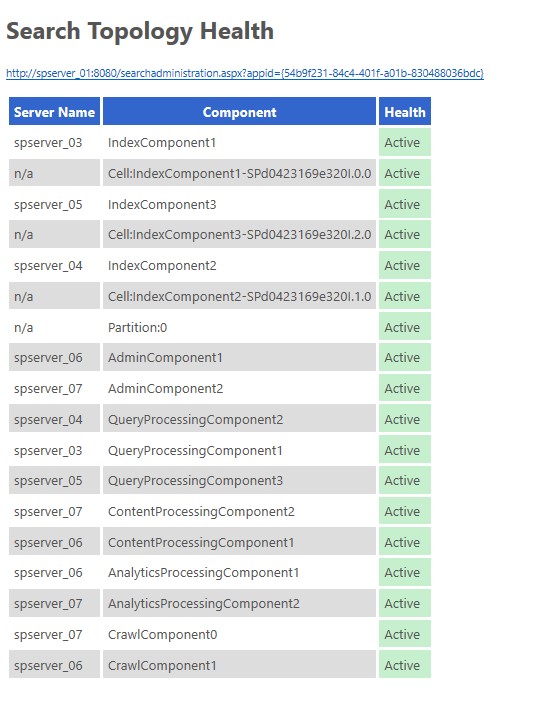 Search Topology Health
http://spserver_01:8080/searchadministration.aspx?appid={54b9f231-84c4-401f-a01b-830488036bdc}
Server Name Component Health
spserver_03 IndexComponent1 Active
n/a Cell:IndexComponent1-SPd0423169e320I.0.0 Active
spserver_05 IndexComponent3 Active
n/a Cell:IndexComponent3-SPd0423169e320I.2.0 Active
spserver_04 IndexComponent2 Active
n/a Cell:IndexComponent2-SPd0423169e320I.1.0 Active
n/a Partition:0 Active
spserver_06 AdminComponent1 Active
spserver_07 AdminComponent2 Active
spserver_04 QueryProcessingComponent2 Active
spserver_03 QueryProcessingComponent1 Active
spserver_05 QueryProcessingComponent3 Active
spserver_07 ContentProcessingComponent2 Active
spserver_06 ContentProcessingComponent1 Active
spserver_06 AnalyticsProcessingComponent1 Active
spserver_07 AnalyticsProcessingComponent2 Active
spserver_07 CrawlComponent0 Active
spserver_06 CrawlComponent1 Active